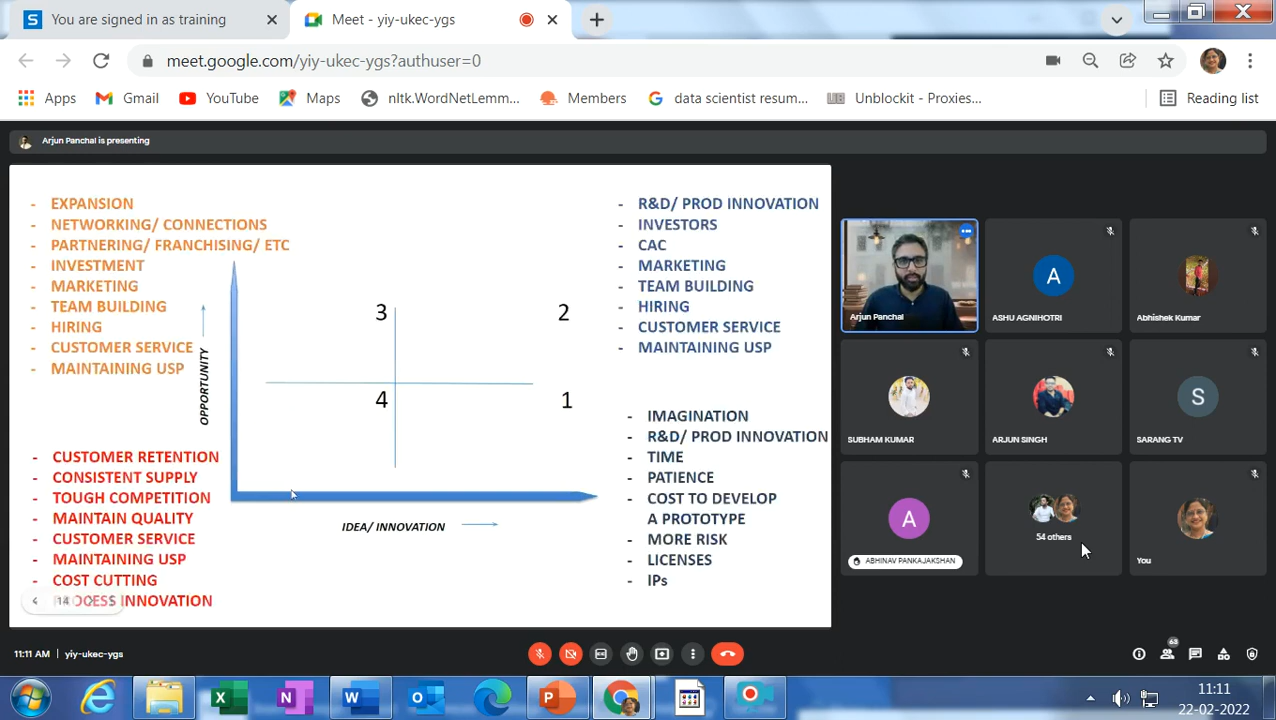 You are signed in as training
Meet - yiy-ukec-ygs
meet.google.com/yiy-ukec-ygs?authuser=0
Apps
Gmail
YouTube
Maps
nltk.WordNetLemm...
Members
data scientist resum...
Unblockit - Proxies...
Reading list
Arjun Panchal is presenting
- EXPANSION
- NETWORKING/ CONNECTIONS
- PARTNERING/ FRANCHISING/ ETC
- INVESTMENT
- MARKETING
- TEAM BUILDING
- HIRING
- CUSTOMER SERVICE
- MAINTAINING USP
- R&D/ PROD INNOVATION
- INVESTORS
- CAC
- MARKETING
- TEAM BUILDING
- HIRING
- CUSTOMER SERVICE
- MAINTAINING USP
OPPORTUNITY
3
2
4
1
- CUSTOMER RETENTION
- CONSISTENT SUPPLY
- TOUGH COMPETITION
- MAINTAIN QUALITY
- CUSTOMER SERVICE
- MAINTAINING USP
- COST CUTTING
- PROCESS INNOVATION
14
- IMAGINATION
- R&D/ PROD INNOVATION
- TIME
- PATIENCE
- COST TO DEVELOP
A PROTOTYPE
- MORE RISK
- LICENSES
- IPs
IDEA/ INNOVATION
Arjun Panchal
A
ASHU AGNIHOTRI
Abhishek Kumar
SUBHAM KUMAR
ARJUN SINGH
S
SARANG TV
A
ABHINAV PANKAJAKSHAN
54 others
You
11:11 AM | yiy-ukec-ygs
63
11:11
22-02-2022